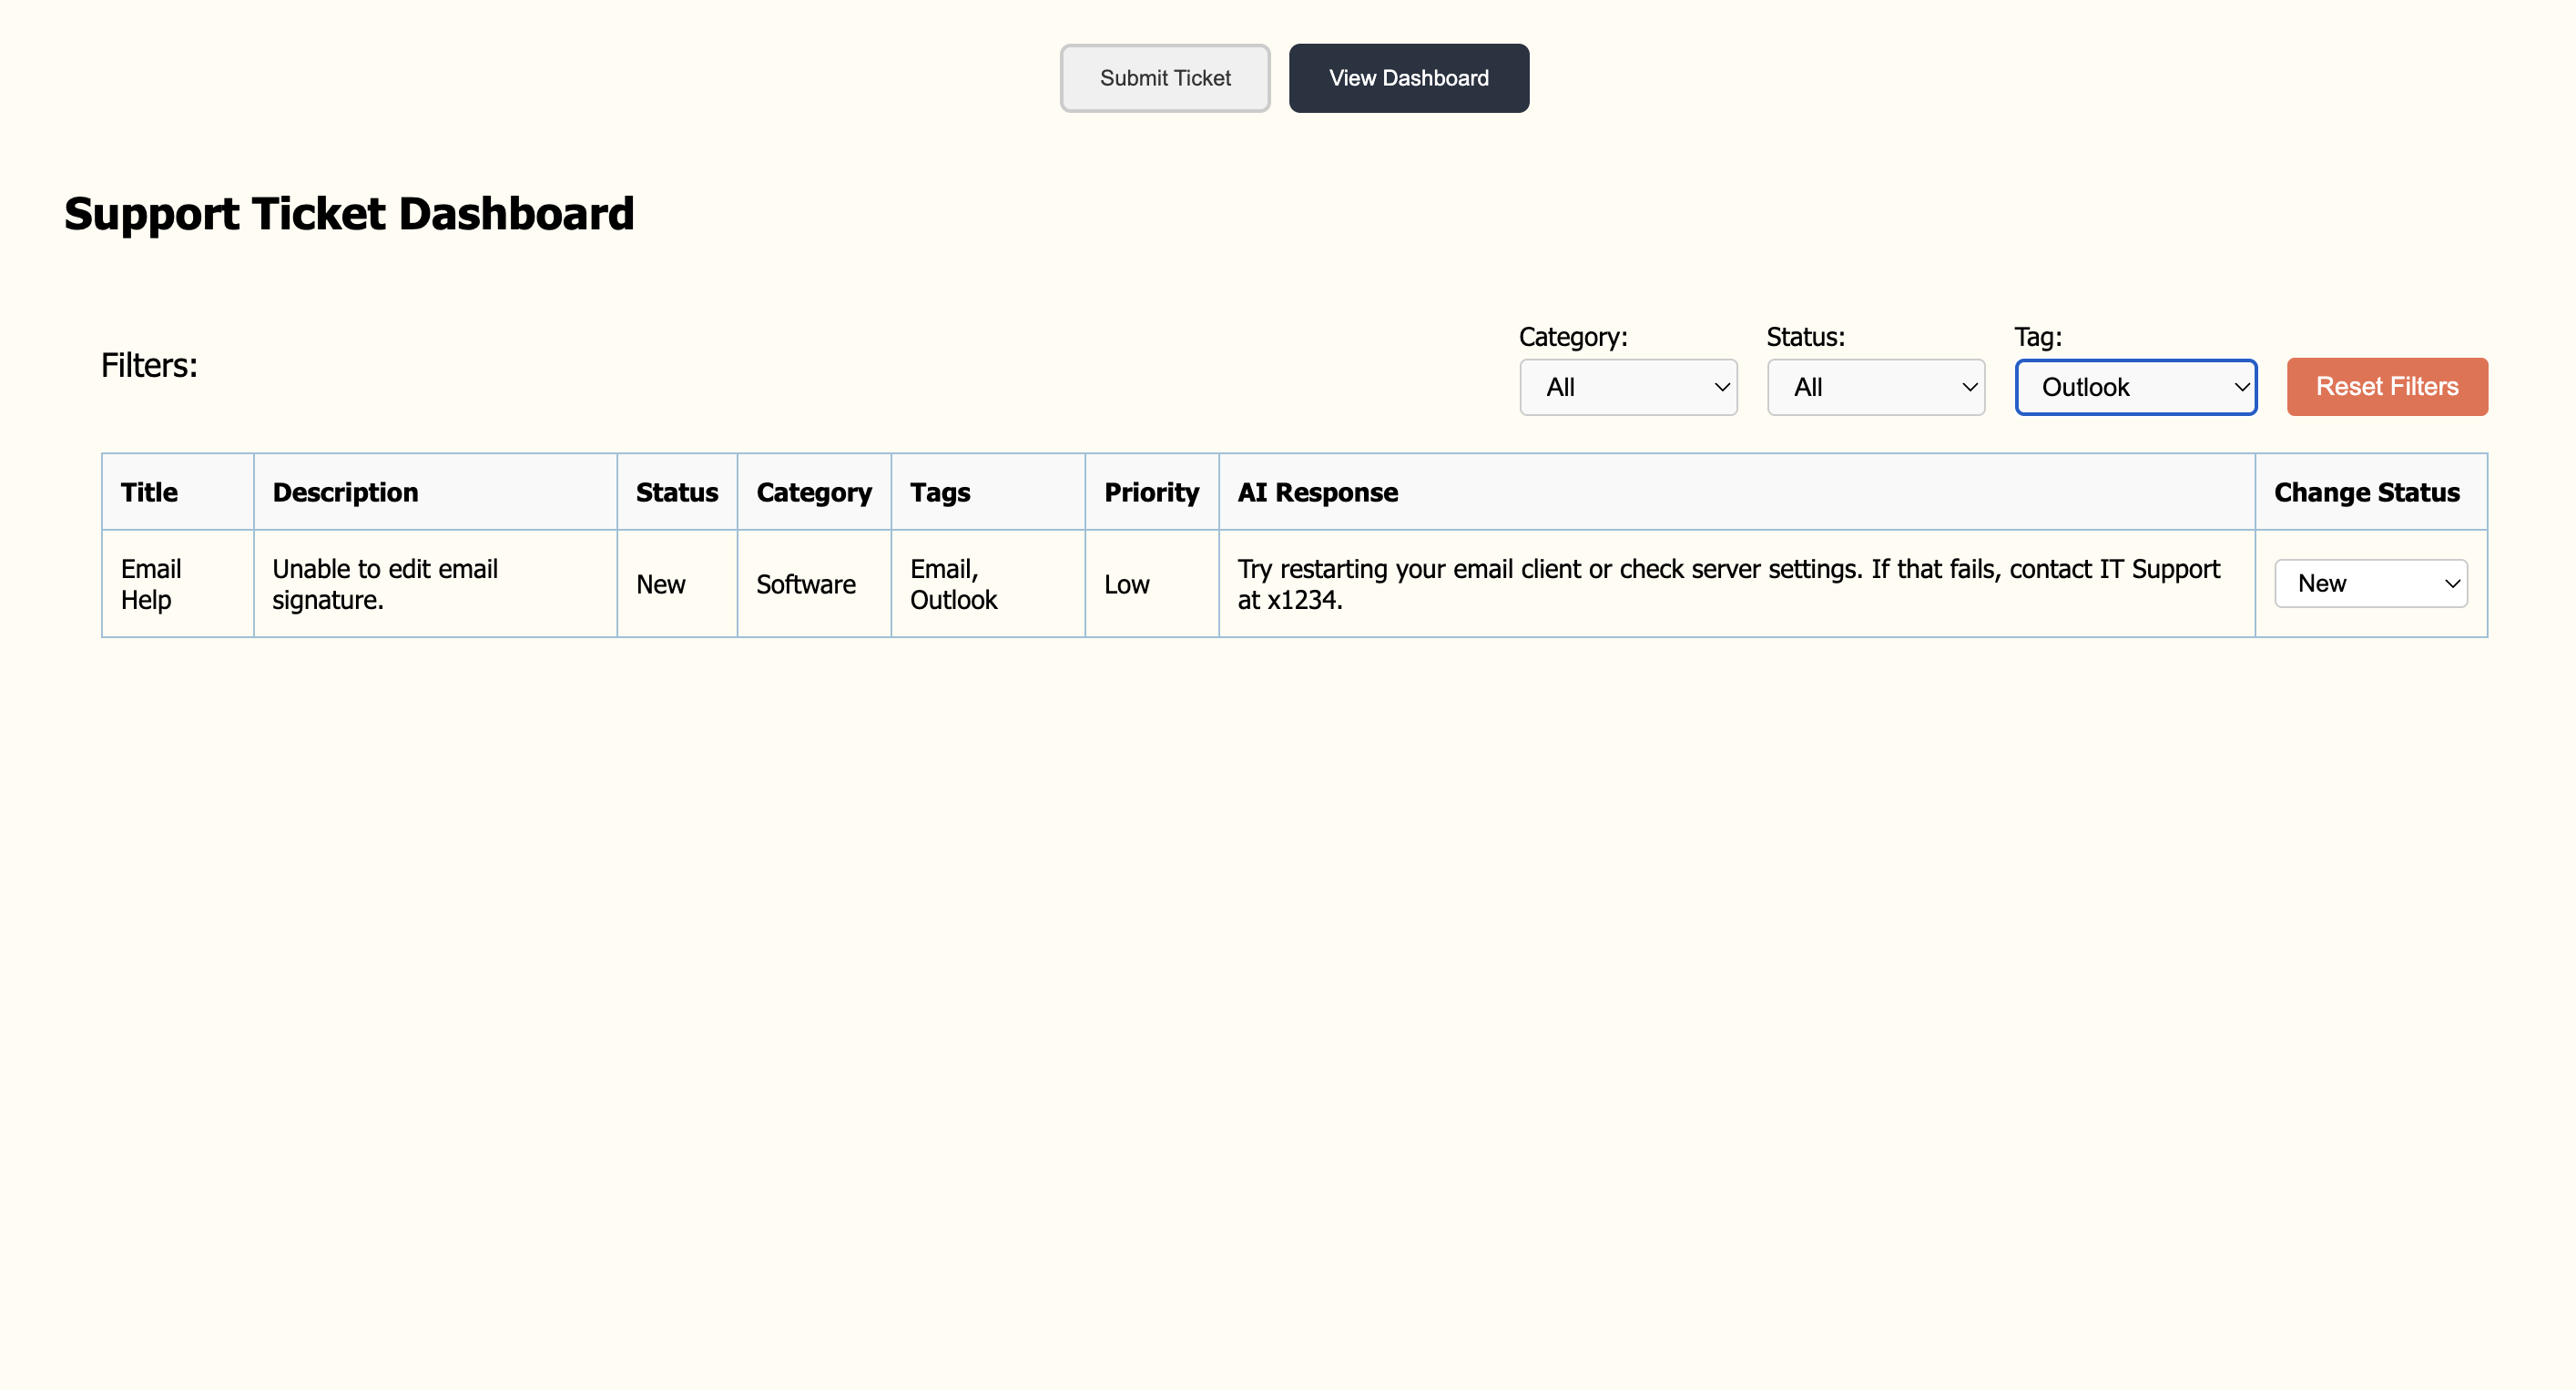 Submit Ticket
View Dashboard
Support Ticket Dashboard
Filters:
Category:
All
Status:
All
Tag:
Outlook
Reset Filters
Title
Description
Status
Category
Tags
Priority
AI Response
Change Status
Email
Help
Unable to edit email
signature.
New
Software
Email,
Outlook
Low
Try restarting your email client or check server settings. If that fails, contact IT Support
at x1234.
New